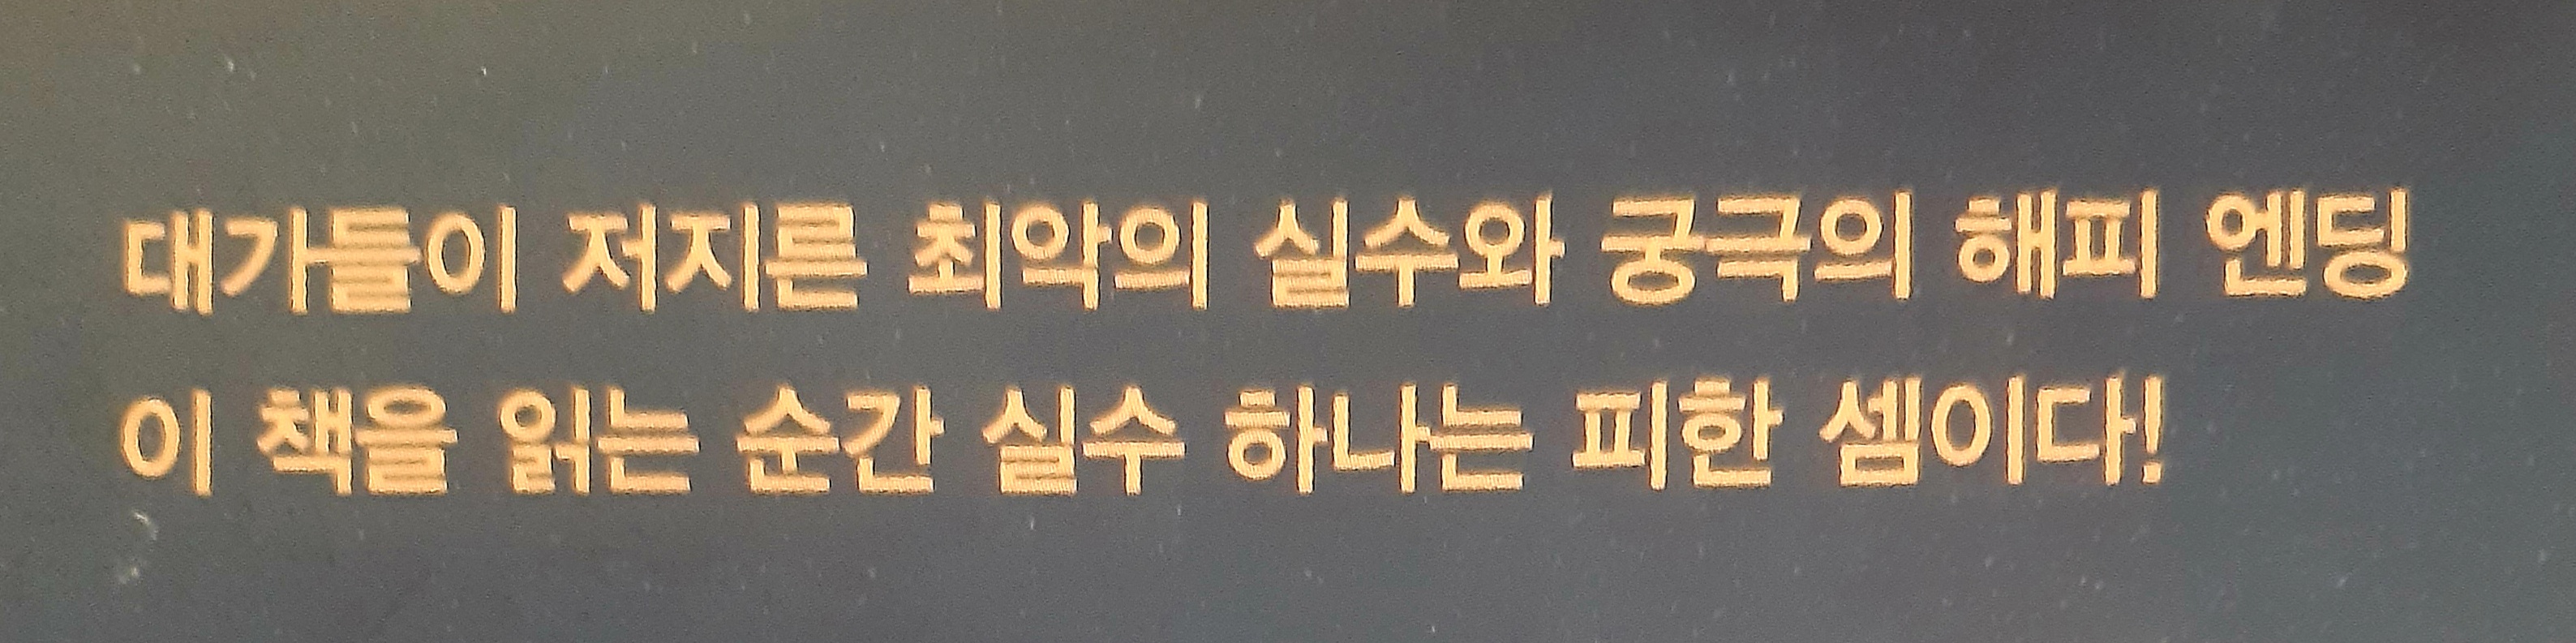 대가들이 저지른 최악의 실수와 궁극의 해피 엔딩
이 책을 읽는 순간 실수 하나는 피한 셈이다!